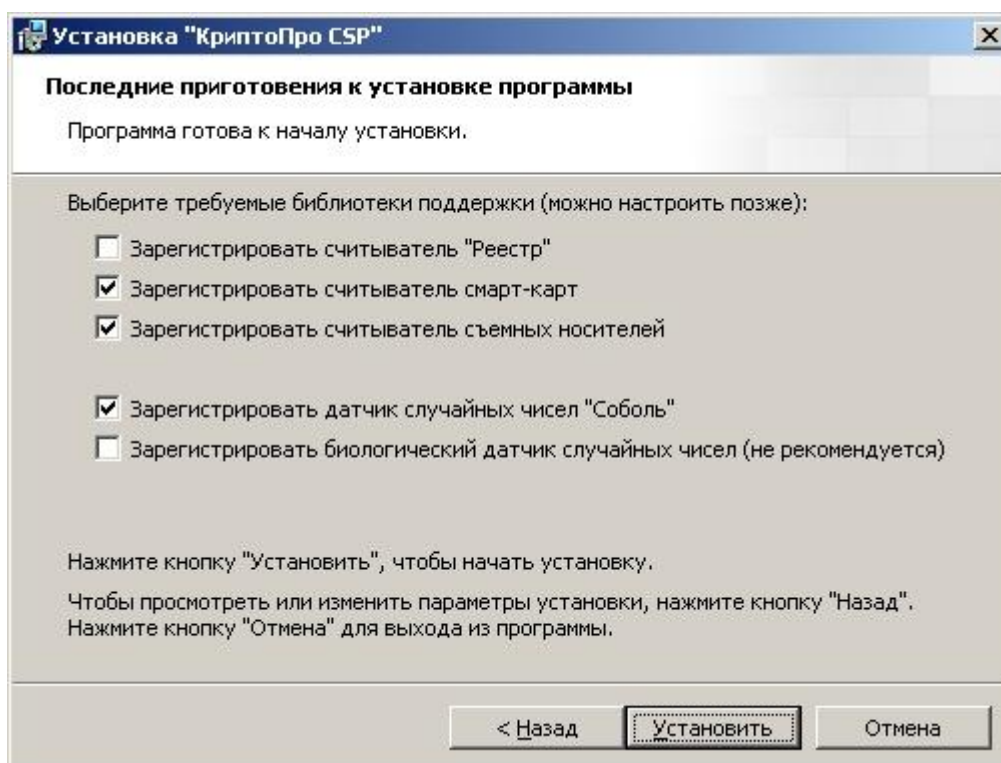 Установка "КриптоПро CSP"
Последние приготовения к установке программы
Программа готова к началу установки.
Выберите требуемые библиотеки поддержки (можно настроить позже):
Зарегистрировать считыватель "Реестр"
Зарегистрировать считыватель смарт-карт
Зарегистрировать считыватель съемных носителей
Зарегистрировать датчик случайных чисел "Соболь"
Зарегистрировать биологический датчик случайных чисел (не рекомендуется)
Нажмите кнопку "Установить", чтобы начать установку.
Чтобы просмотреть или изменить параметры установки, нажмите кнопку "Назад".
Нажмите кнопку "Отмена" для выхода из программы.
< Назад
Установить
Отмена